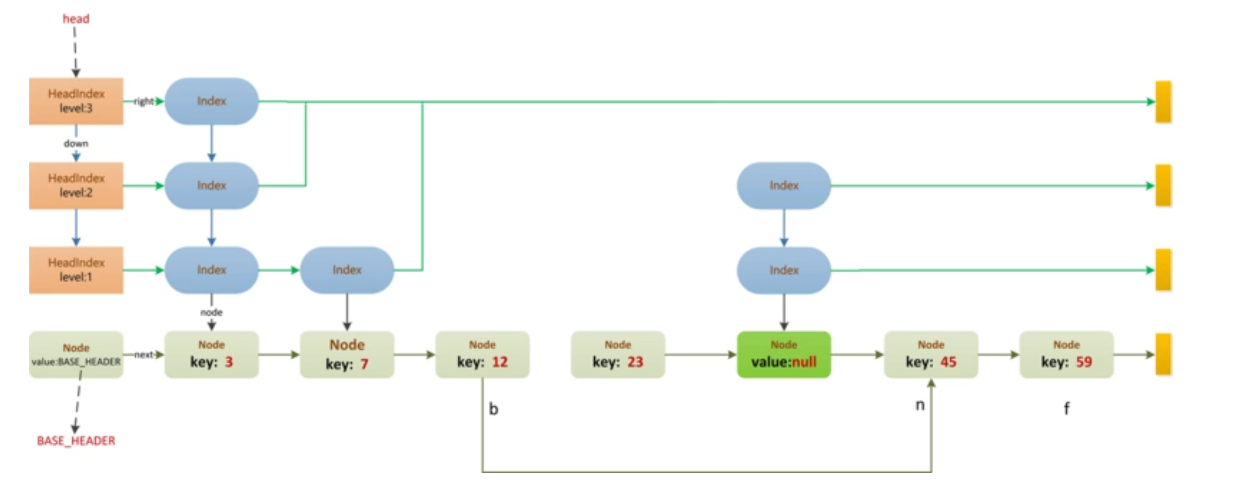 head
HeadIndex
level:3
right
Index
down
HeadIndex
level:2
Index
Index
HeadIndex
level:1
Index
Index
Index
node
Node
value:BASE_HEADER
next
Node
key: 3
Node
key: 7
Node
key: 12
Node
key: 23
Node
value:null
Node
key: 45
Node
key: 59
b
n
f
BASE_HEADER